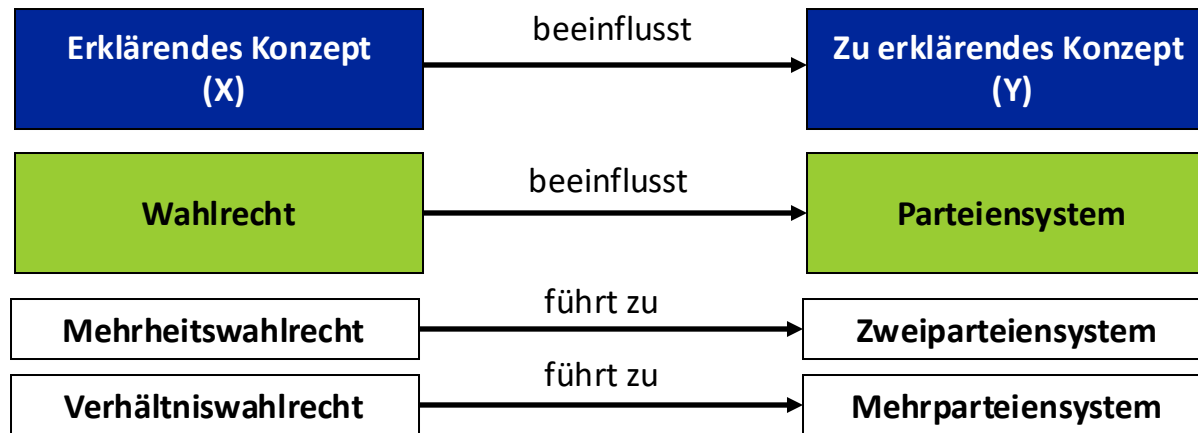 Erklärendes Konzept
(X)
beeinflusst
Zu erklärendes Konzept
(Y)
Wahlrecht
beeinflusst
Parteiensystem
Mehrheitswahlrecht
führt zu
Zweiparteiensystem
Verhältniswahlrecht
führt zu
Mehrparteiensystem